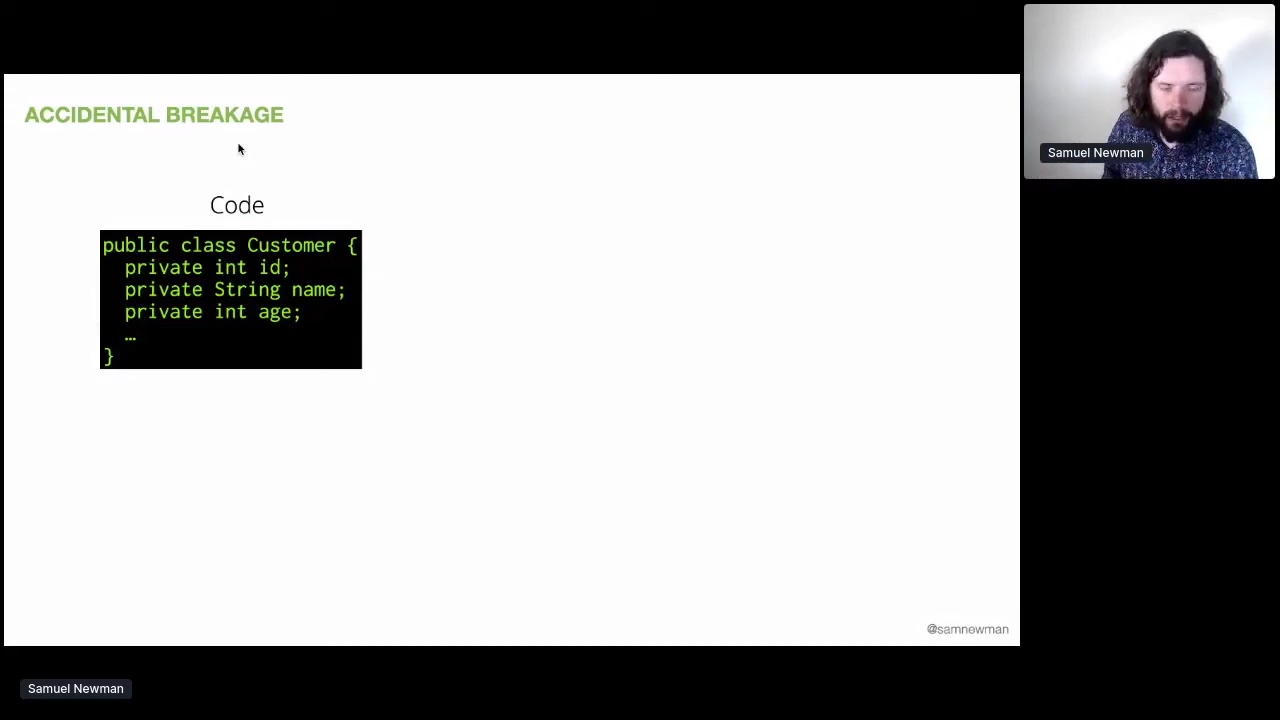 ACCIDENTAL BREAKAGE
Samuel Newman
Code
public class Customer {
  private int id;
  private String name;
  private int age;
  …
}
@samnewman
Samuel Newman